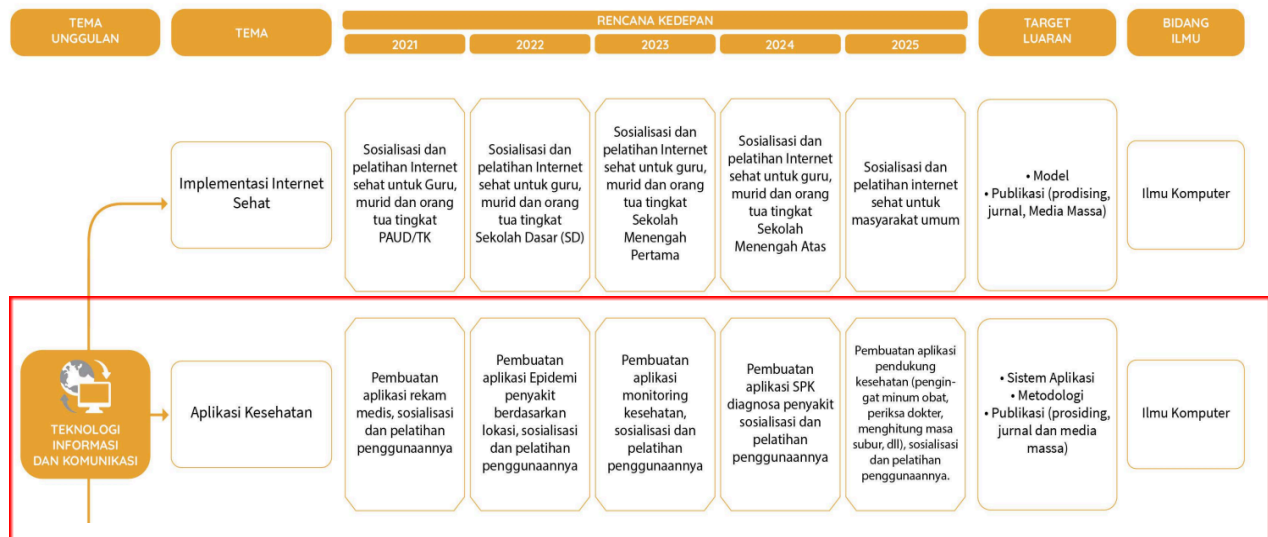 TEMA
UNGGULAN
TEMA
RENCANA KEDEPAN
2021
2022
2023
2024
2025
TARGET
LUARAN
BIDANG
ILMU
Implementasi Internet
Sehat
Sosialisasi dan
pelatihan Internet
sehat untuk Guru,
murid dan orang
tua tingkat
PAUD/TK
Sosialisasi dan
pelatihan Internet
sehat untuk guru,
murid dan orang
tua tingkat
Sekolah Dasar (SD)
Sosialisasi dan
pelatihan Internet
sehat untuk guru,
murid dan orang
tua tingkat
Sekolah
Menengah
Pertama
Sosialisasi dan
pelatihan Internet
sehat untuk guru,
murid dan orang
tua tingkat
Sekolah
Menengah Atas
Sosialisasi dan
pelatihan internet
sehat untuk
masyarakat umum
• Model
• Publikasi (prodising,
jurnal, Media Massa)
Ilmu Komputer
TEKNOLOGI
INFORMASI
DAN KOMUNIKASI
Aplikasi Kesehatan
Pembuatan
aplikasi rekam
medis, sosialisasi
dan pelatihan
penggunaannya
Pembuatan
aplikasi Epidemi
penyakit
berdasarkan
lokasi, sosialisasi
dan pelatihan
penggunaannya
Pembuatan
aplikasi
monitoring
kesehatan,
sosialisasi dan
pelatihan
penggunaannya
Pembuatan
aplikasi SPK
diagnosa penyakit
sosialisasi dan
pelatihan
penggunaannya
Pembuatan aplikasi
pendukung
kesehatan (pengin-
gat minum obat,
periksa dokter,
menghitung masa
subur, dll), sosialisasi
dan pelatihan
penggunaannya.
• Sistem Aplikasi
• Metodologi
• Publikasi (prosiding,
jurnal dan media
massa)
Ilmu Komputer